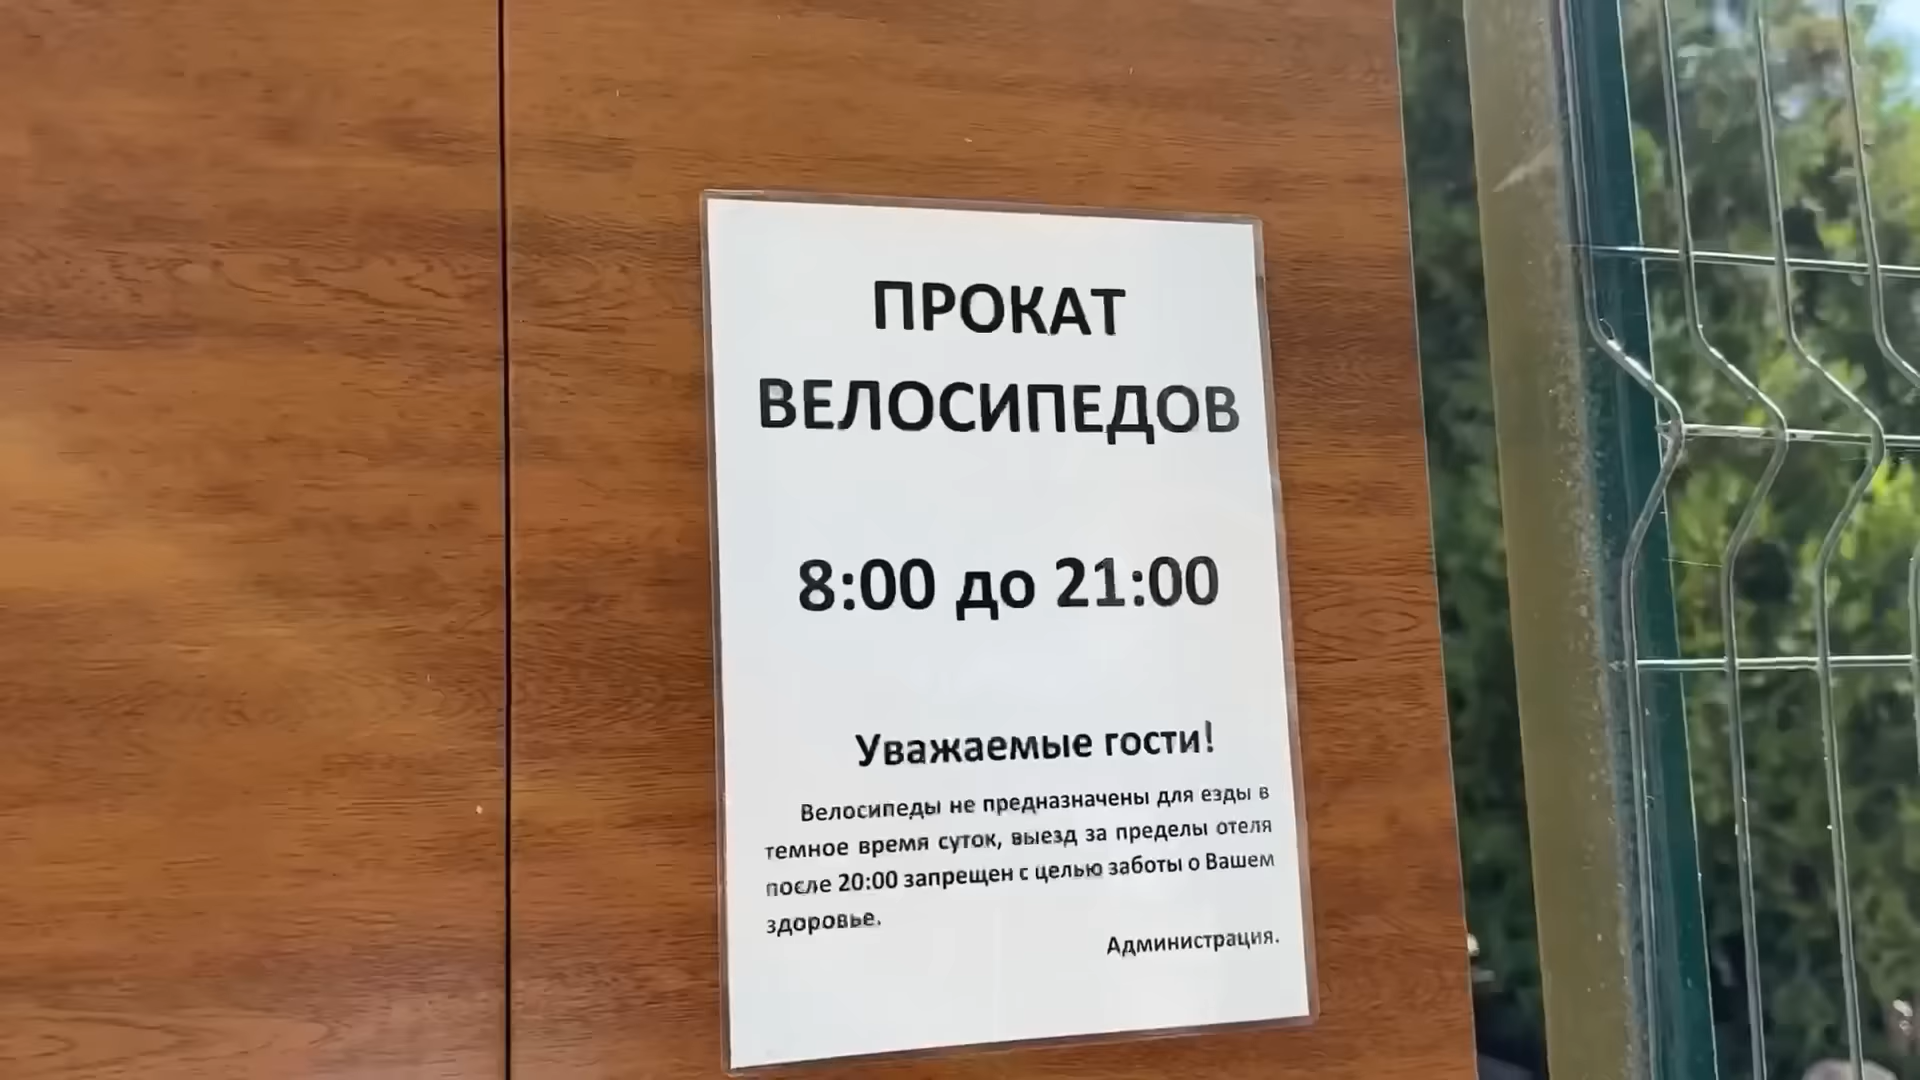 ПРОКАТ
ВЕЛОСИПЕДОВ
8:00 до 21:00
Уважаемые гости!
Велосипеды не предназначены для езды в
темное время суток, выезд за пределы отеля
после 20:00 запрещен с целью заботы о Вашем
здоровье.
Администрация.